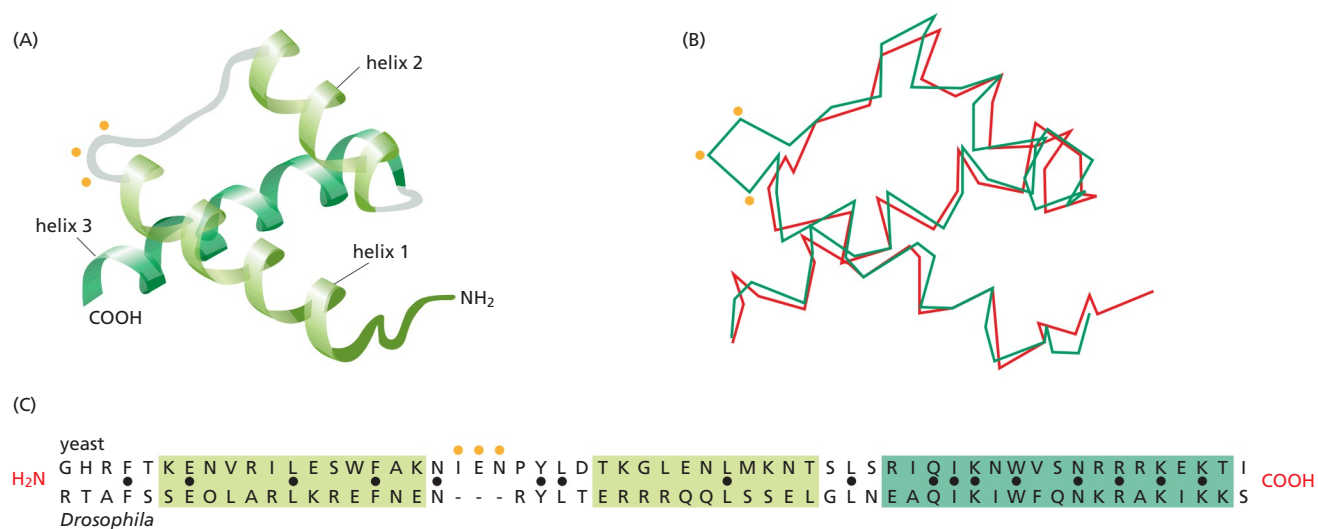 (A)
helix 2
helix 3
helix 1
NH₂
COOH
(B)
(C)
yeast
H₂N G H R F T K E N V R I L E S W F A K N I E N P Y L D T K G L E N L M K N T S L S R I Q I K N W V S N R R R K E K T I COOH
R T A F S S E O L A R L K R E F N E N - - - R Y L T E R R R Q Q L S S E L G L N E A Q I K I W F Q N K R A K I K K S
Drosophila